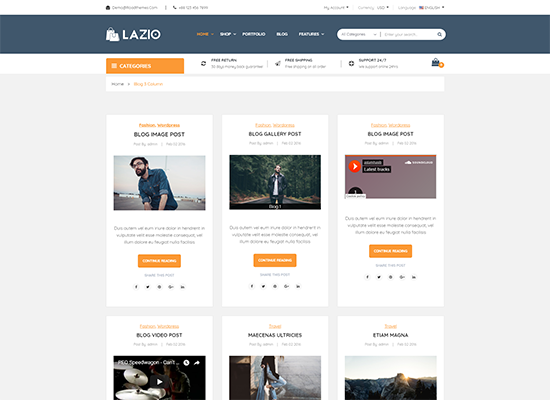 My Account
Currency: USD
Language: ENGLISH
LAZIO
HOME SHOP PORTFOLIO BLOG FEATURES
All Categories
Enter your search...
CATEGORIES
FREE RETURN
30 days money back guarantee!
FREE SHIPPING
Free shipping on all order
SUPPORT 24/7
We support online 24hrs
Home > Blog 3 Column
Fashion, Wordpress
BLOG IMAGE POST
Post By: admin | Feb 02 2016
Duis autem vel eum iriure dolor in hendrerit in
vulputate velit esse molestie consequat, vel
illum dolore eu feugiat nulla facilisis
CONTINUE READING
SHARE THIS POST
Fashion, Wordpress
BLOG GALLERY POST
Post By: admin | Feb 02 2016
Blog 1
Duis autem vel eum iriure dolor in hendrerit in
vulputate velit esse molestie consequat, vel
illum dolore eu feugiat nulla facilisis
CONTINUE READING
SHARE THIS POST
Fashion, Wordpress
BLOG IMAGE POST
Post By: admin | Feb 02 2016
Latest tracks
SOUNDCLOUD
Duis autem vel eum iriure dolor in hendrerit in
vulputate velit esse molestie consequat, vel
illum dolore eu feugiat nulla facilisis
CONTINUE READING
SHARE THIS POST
Fashion, Wordpress
BLOG VIDEO POST
Post By: admin | Feb 02 2016
REO Speedwagon - Can't ...
Travel
MAECENAS ULTRICIES
Post By: admin | Feb 02 2016
Travel
ETIAM MAGNA
Post By: admin | Feb 02 2016